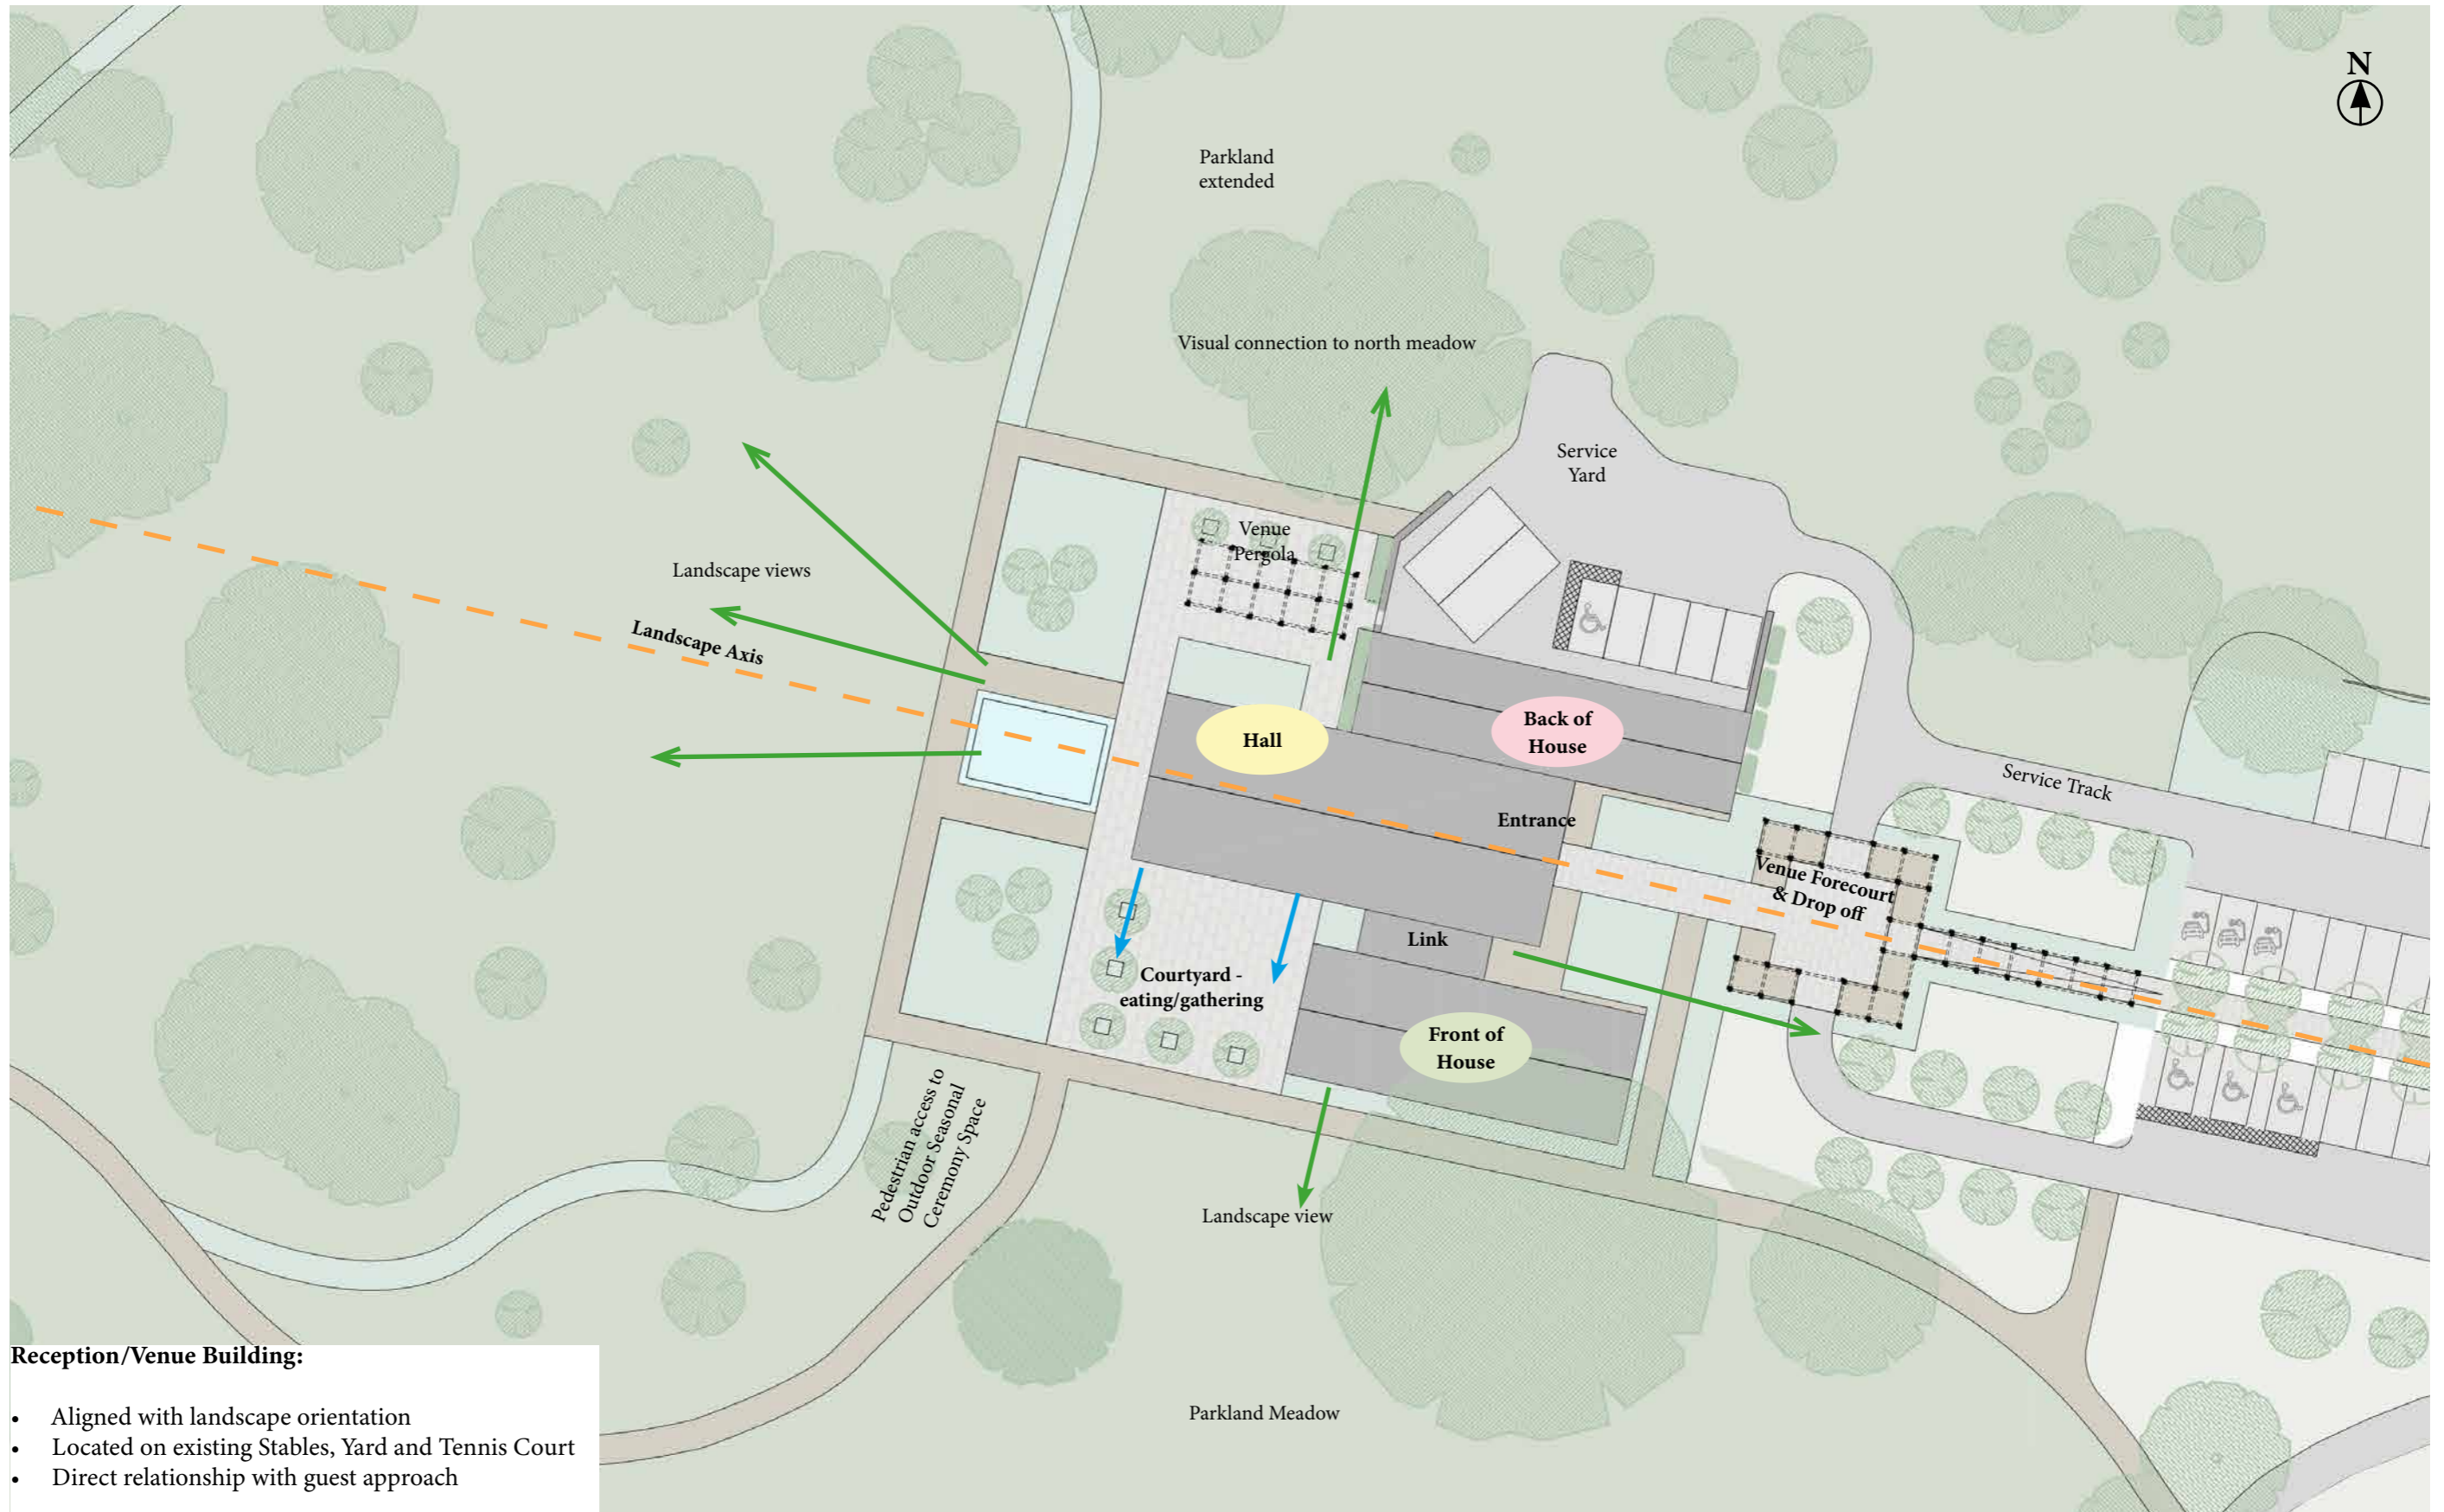 N
Parkland
extended
Visual connection to north meadow
Service
Yard
Venue
Pergola
Landscape views
Landscape Axis
Hall
Back of
House
Service Track
Entrance
Venue Forecourt
& Drop off
Link
Courtyard -
eating/gathering
Front of
House
Pedestrian access to
Outdoor Seasonal
Ceremony Space
Landscape view
Parkland Meadow
Reception/Venue Building:
• Aligned with landscape orientation
• Located on existing Stables, Yard and Tennis Court
• Direct relationship with guest approach